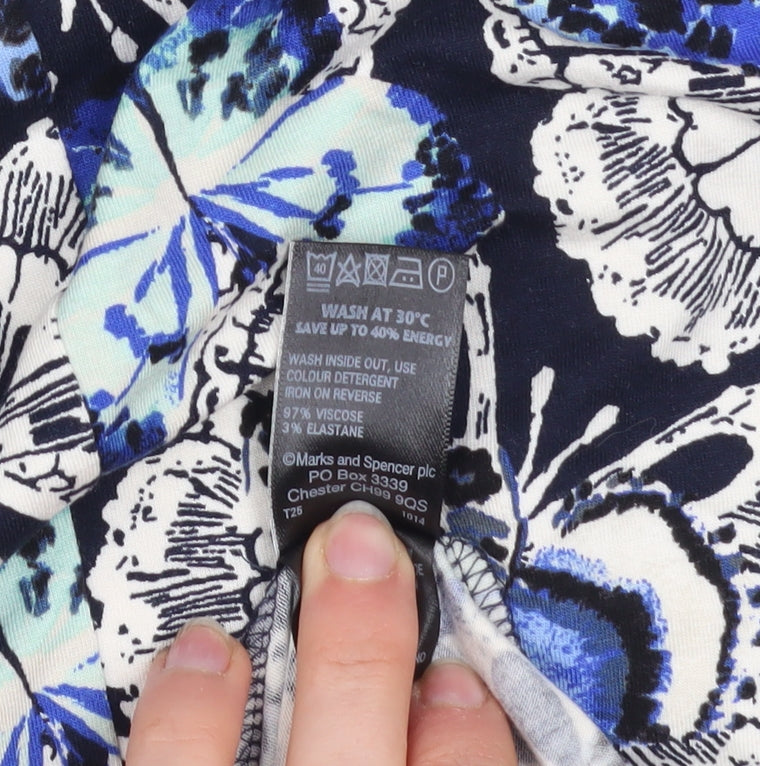 40 P
WASH AT 30°C
SAVE UP TO 40% ENERGY
WASH INSIDE OUT, USE
COLOUR DETERGENT
IRON ON REVERSE
97% VISCOSE
3% ELASTANE
©Marks and Spencer plc
PO Box 3339
Chester CH99 9QS
T25 1014